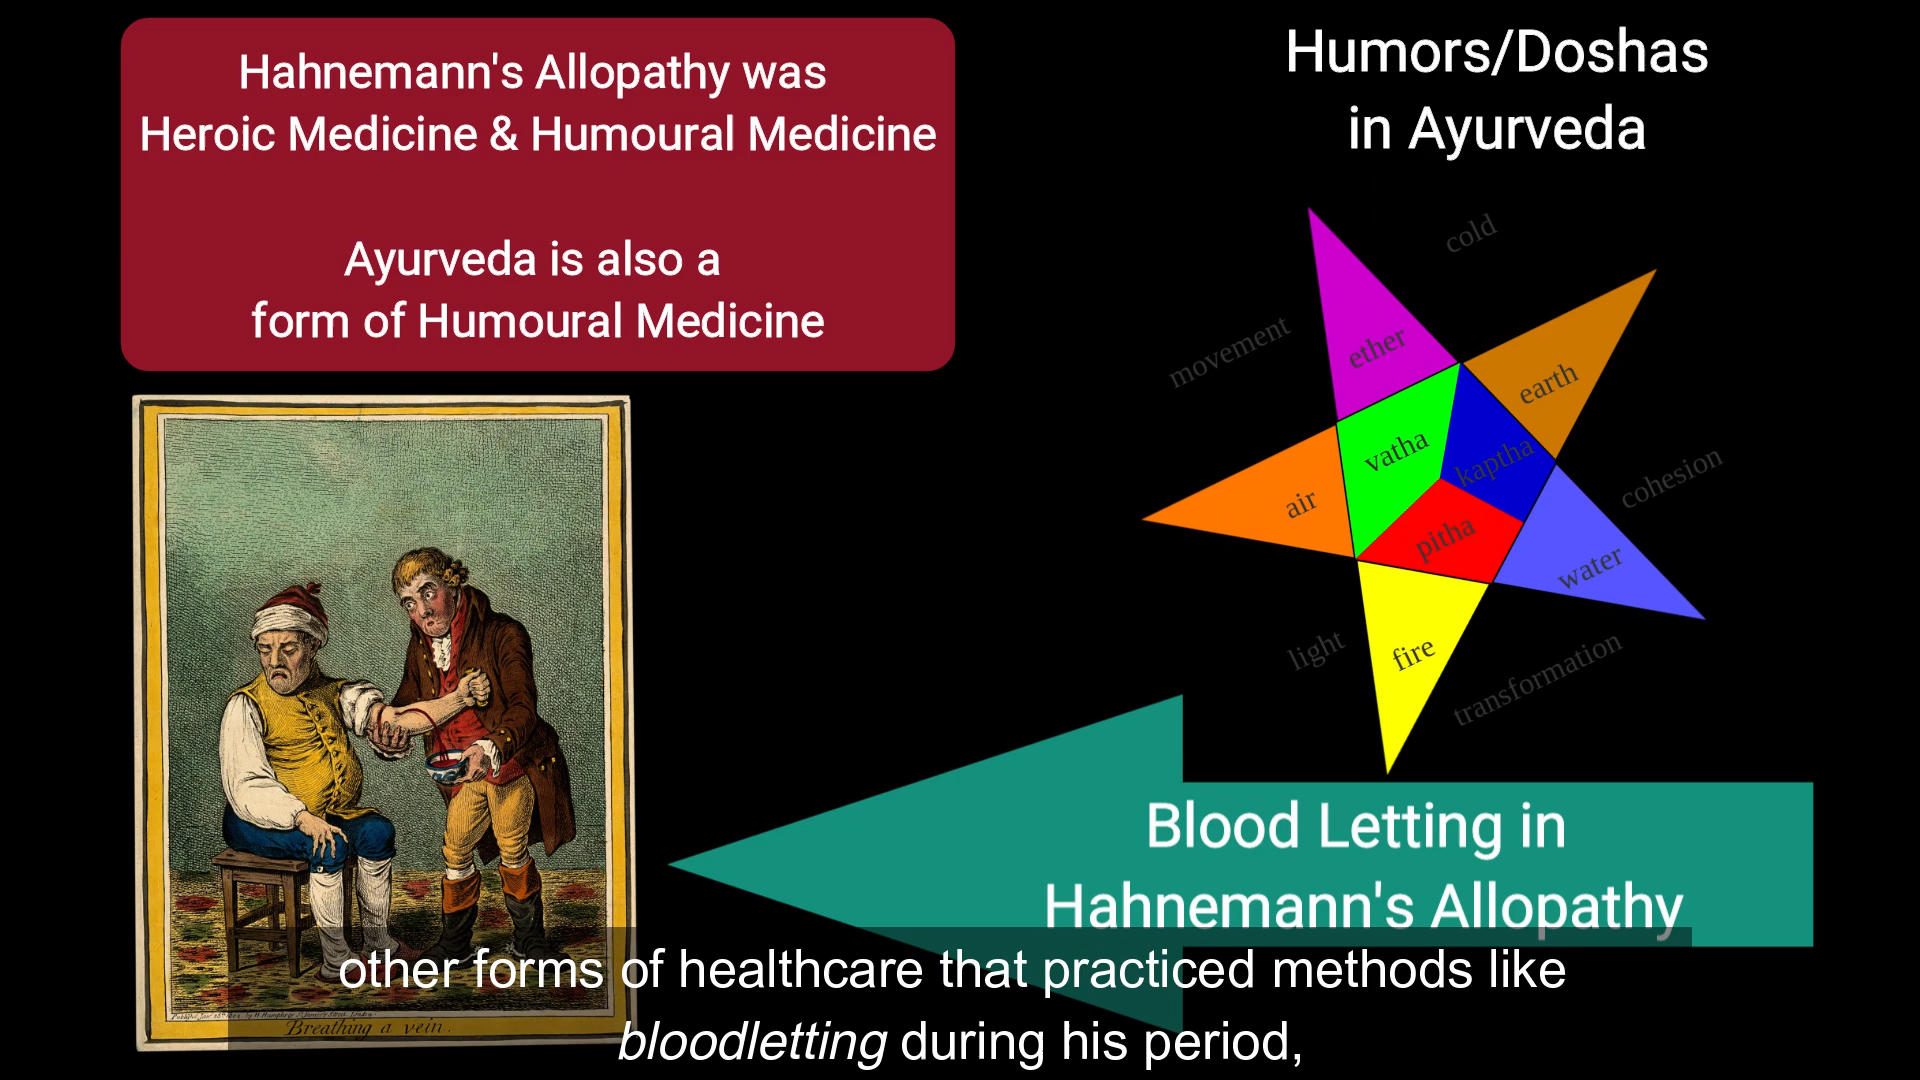 Hahnemann's Allopathy was
Heroic Medicine & Humoural Medicine
Ayurveda is also a
form of Humoural Medicine
Humors/Doshas
in Ayurveda
cold
movement
ether
earth
vatha
kaptha
cohesion
air
pitha
water
light
fire
transformation
Blood Letting in
Hahnemann's Allopathy
Breathing a vein.
other forms of healthcare that practiced methods like
bloodletting during his period,